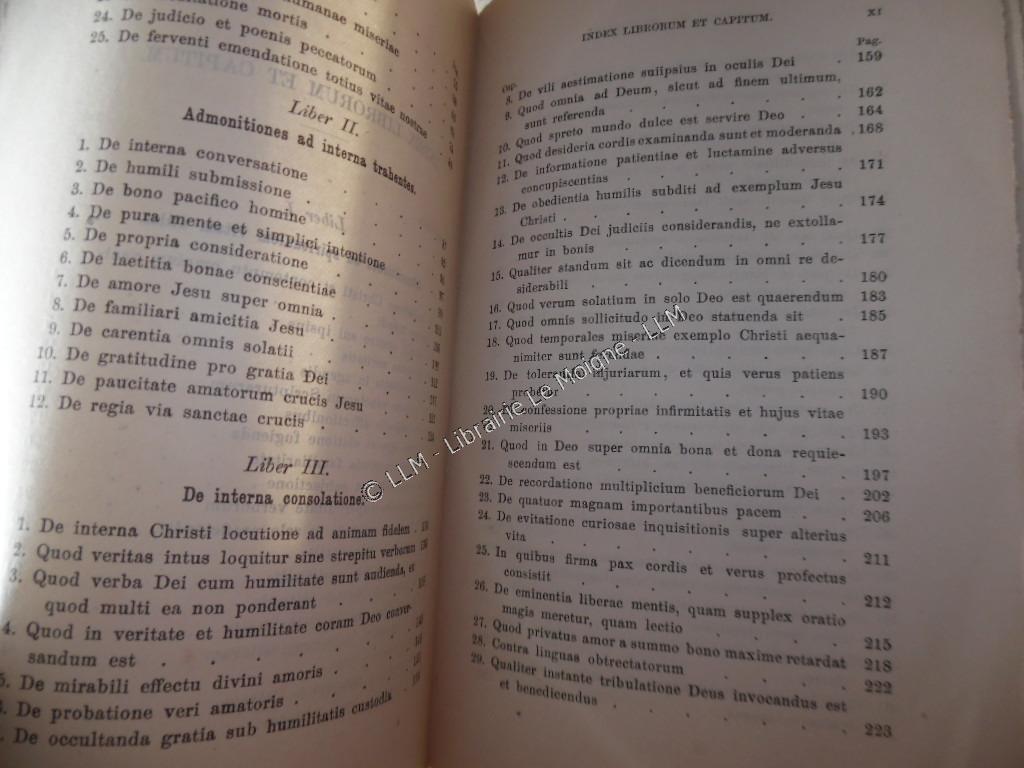 humanae miseriae
mortis
24. De judicio et poenis peccatorum
25. De ferventi emendatione totius vitae nostrae
Liber II.
Admonitiones ad interna trahentes.
1. De interna conversatione
2. De humili submissione
3. De bono pacifico homine
4. De pura mente et simplici intentione
5. De propria consideratione
6. De laetitia bonae conscientiae
7. De amore Jesu super omnia
8. De familiari amicitia Jesu
9. De carentia omnis solatii
10. De gratitudine pro gratia Dei
11. De paucitate amatorum crucis Jesu
12. De regia via sanctae crucis
Liber III.
De interna consolatione.
1. De interna Christi locutione ad animam fidelem
2. Quod veritas intus loquitur sine strepitu verborum
3. Quod verba Dei cum humilitate sunt audienda, et
quod multi ea non ponderant
4. Quod in veritate et humilitate coram Deo conver-
sandum est
5. De mirabili effectu divini amoris
De probatione veri amatoris
De occultanda gratia sub humilitatis custodia
INDEX LIBRORUM ET CAPITUM. XI
Cap. Pag.
8. De vili aestimatione suiipsius in oculis Dei . 159
9. Quod omnia ad Deum, sicut ad finem ultimum,
sunt referenda . . . . . . 162
10. Quod spreto mundo dulce est servire Deo . . 164
11. Quod desideria cordis examinanda sunt et moderanda . 168
12. De informatione patientiae et luctamine adversus
concupiscentias . . . . . . 171
13. De obedientia humilis subditi ad exemplum Jesu
Christi . . . . . . . 174
14. De occultis Dei judiciis considerandis, ne extolla-
mur in bonis . . . . . . 177
15. Qualiter standum sit ac dicendum in omni re de-
siderabili . . . . . . 180
16. Quod verum solatium in solo Deo est quaerendum 183
17. Quod omnis sollicitudo in Deo statuenda sit . 185
18. Quod temporales miseriae exemplo Christi aequa-
nimiter sunt ferendae . . . . . 187
19. De tolerantia injuriarum, et quis verus patiens
probetur . . . . . . . 190
20. De confessione propriae infirmitatis et hujus vitae
miseriis . . . . . . . 193
21. Quod in Deo super omnia bona et dona requie-
scendum est . . . . . . 197
22. De recordatione multiplicium beneficiorum Dei . 202
23. De quatuor magnam importantibus pacem . . 206
24. De evitatione curiosae inquisitionis super alterius
vita . . . . . . . 211
25. In quibus firma pax cordis et verus profectus
consistit . . . . . . . 212
26. De eminentia liberae mentis, quam supplex oratio
magis meretur, quam lectio . . . . 215
27. Quod privatus amor a summo bono maxime retardat 218
28. Contra linguas obtrectatorum . . . . 222
29. Qualiter instante tribulatione Deus invocandus est
et benedicendus . . . . . . 223
© LLM - Librairie Le Moione - LLM